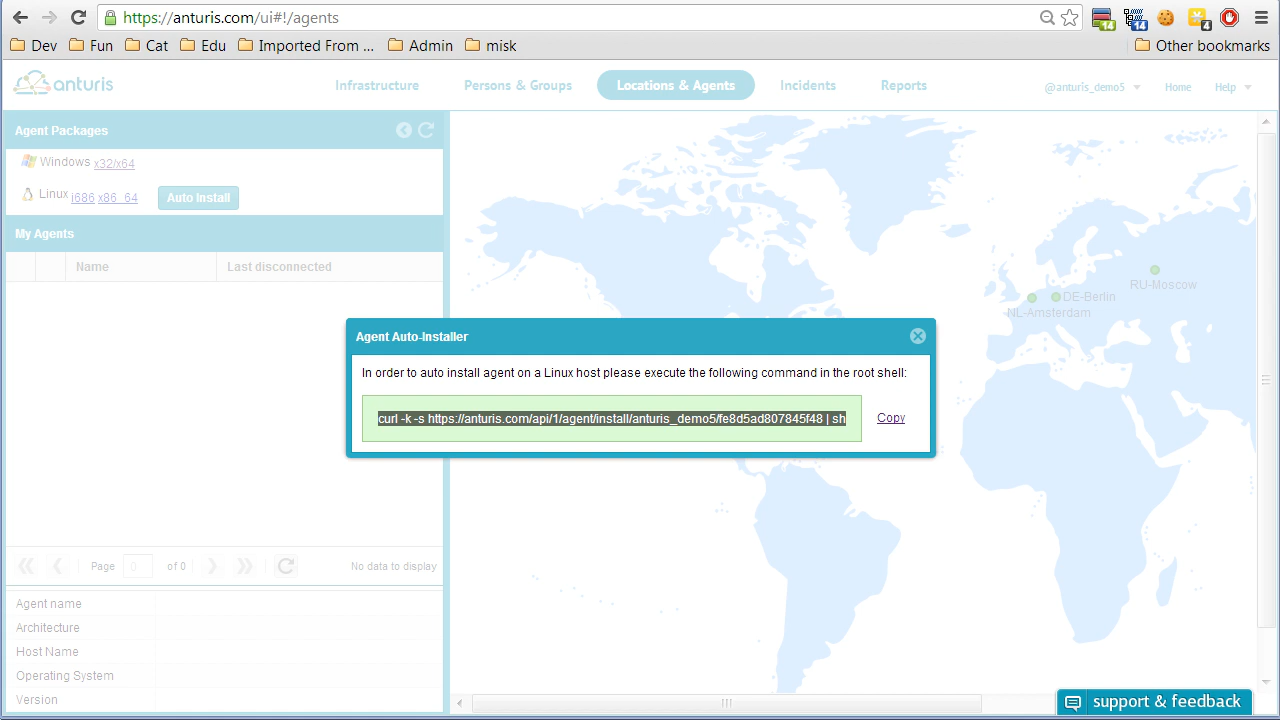 https://anturis.com/ui#!/agents
14 14 4
Dev Fun Cat Edu Imported From ... Admin misk Other bookmarks
anturis Infrastructure Persons & Groups Locations & Agents Incidents Reports @anturis_demo5 Home Help
Agent Packages
Windows x32/x64
Linux i686 x86_64 Auto Install
My Agents
Name Last disconnected
RU-Moscow
DE-Berlin
NL-Amsterdam
Agent Auto-Installer
In order to auto install agent on a Linux host please execute the following command in the root shell:
curl -k -s https://anturis.com/api/1/agent/install/anturis_demo5/fe8d5ad807845f48 | sh Copy
Page 0 of 0 No data to display
Agent name
Architecture
Host Name
Operating System
Version
support & feedback